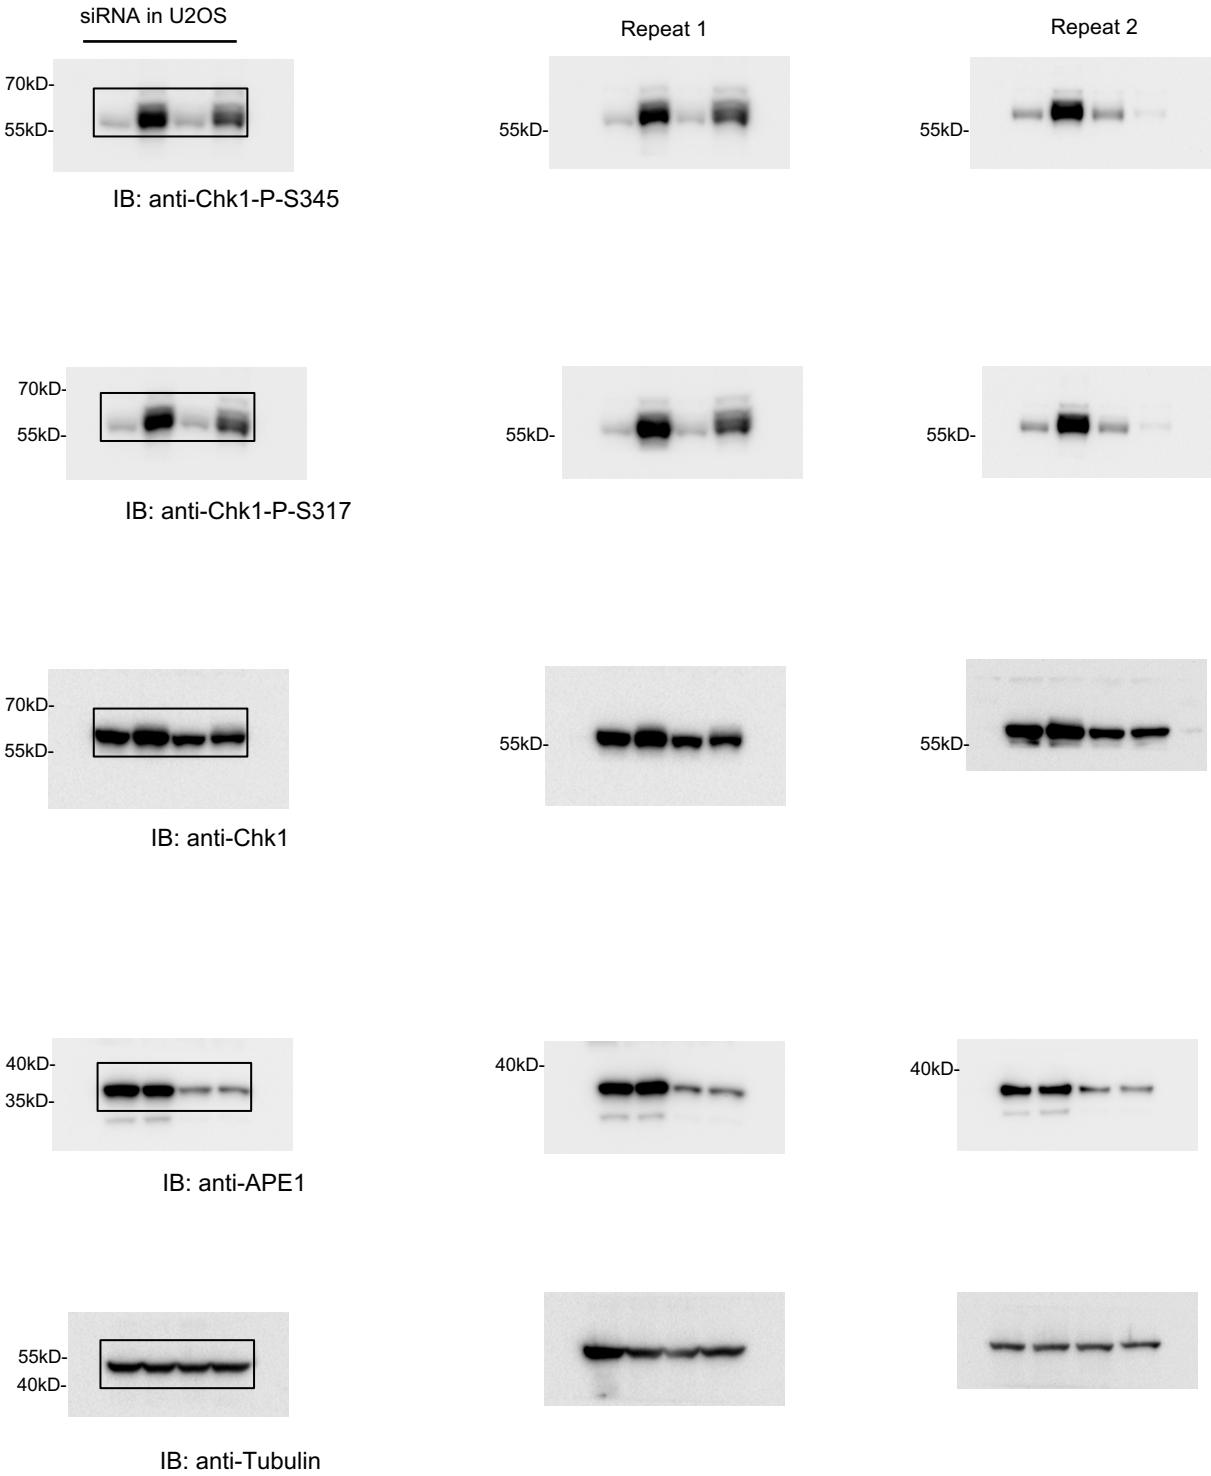 siRNA in U2OS
Repeat 1
Repeat 2
70kD-
55kD-
55kD-
55kD-
IB: anti-Chk1-P-S345
70kD-
55kD-
55kD-
55kD-
IB: anti-Chk1-P-S317
70kD-
55kD-
55kD-
55kD-
IB: anti-Chk1
40kD-
35kD-
40kD-
40kD-
IB: anti-APE1
55kD-
40kD-
IB: anti-Tubulin